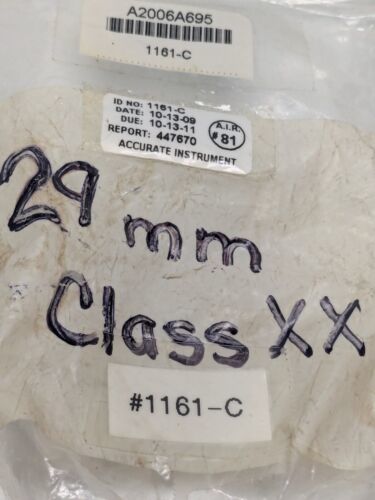 A2006A695
1161-C
ID NO: 1161-C
DATE: 10-13-09
DUE: 10-13-11
REPORT: 447670
ACCURATE INSTRUMENT
A.I.R.
#81
29 mm
Class XX
#1161-C